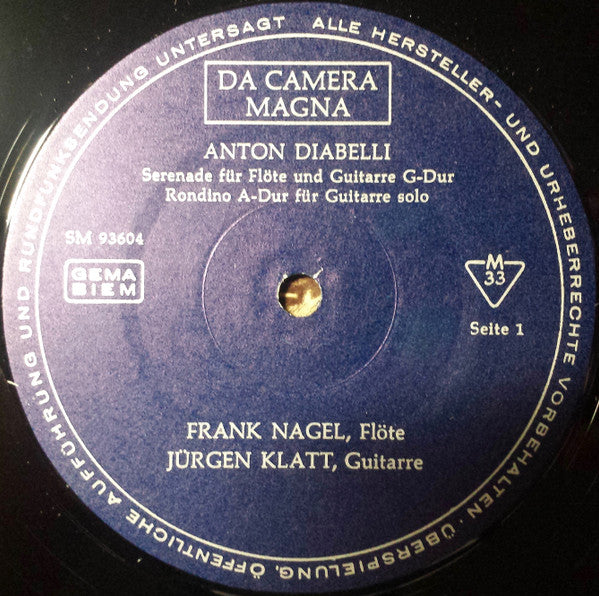 ALLE HERSTELLER- UND URHEBERRECHTE VORBEHALTEN · ÜBERSPIELUNG, ÖFFENTLICHE AUFFÜHRUNG UND RUNDFUNKSENDUNG UNTERSAGT
DA CAMERA
MAGNA
ANTON DIABELLI
Serenade für Flöte und Guitarre G-Dur
Rondino A-Dur für Guitarre solo
SM 93604
GEMA
BIEM
M
33
Seite 1
FRANK NAGEL, Flöte
JÜRGEN KLATT, Guitarre